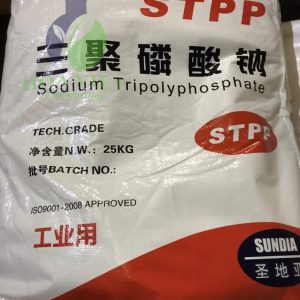 STPP
三聚磷酸钠
Sodium Tripolyphosphate
TECH.GRADE
STPP
净含量N.W.: 25KG
批号BATCH NO.:
ISO9001-2008 APPROVED
工业用
SUNDIA
圣地亚